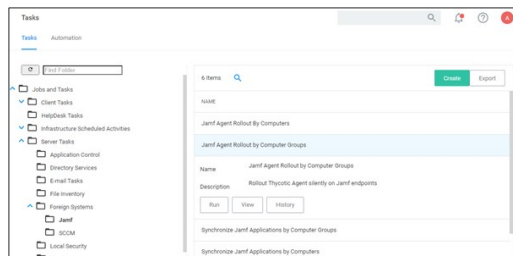 Tasks
A
Tasks Automation
Find Folder
Jobs and Tasks
Client Tasks
HelpDesk Tasks
Infrastructure Scheduled Activities
Server Tasks
Application Control
Directory Services
E-mail Tasks
File Inventory
Foreign Systems
Jamf
SCCM
Local Security
6 Items
Create Export
NAME
Jamf Agent Rollout By Computers
Jamf Agent Rollout by Computer Groups
Name Jamf Agent Rollout by Computer Groups
Description Rollout Thycotic Agent silently on Jamf endpoints
Run View History
Synchronize Jamf Applications by Computer Groups
Synchronize Jamf Applications by Computers